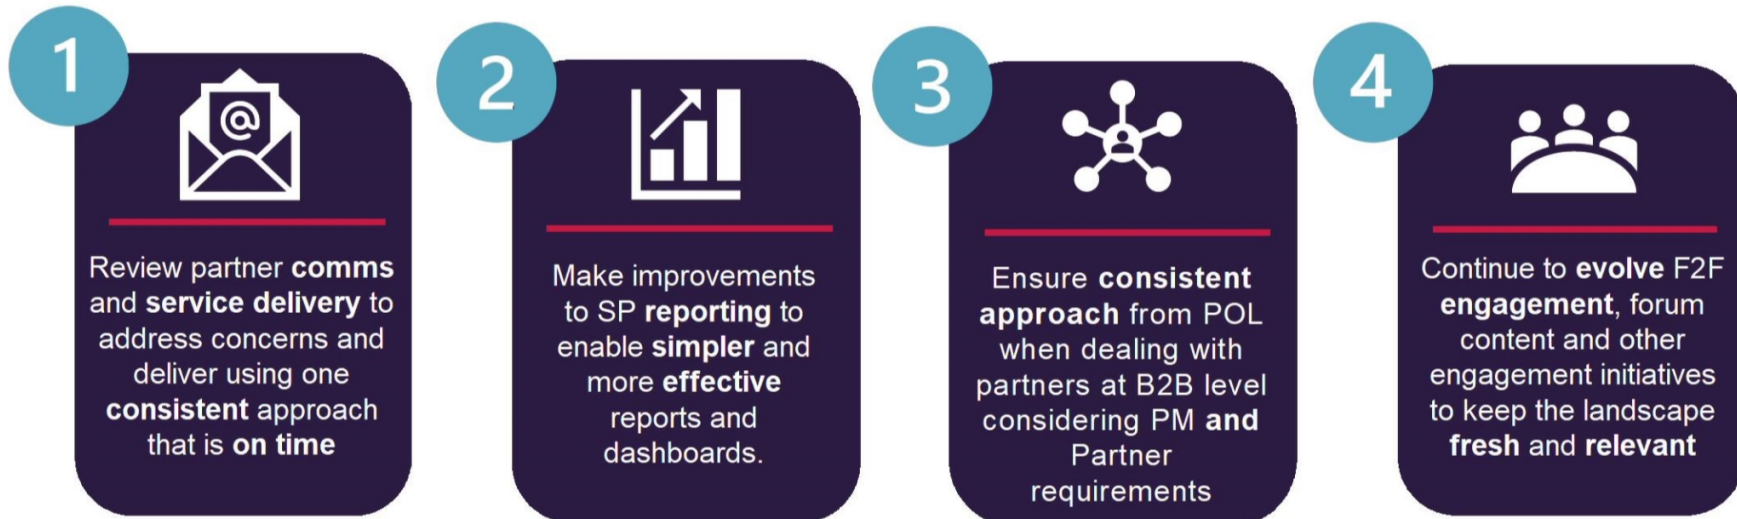 1
Review partner comms
and service delivery to
address concerns and
deliver using one
consistent approach
that is on time
2
Make improvements
to SP reporting to
enable simpler and
more effective
reports and
dashboards.
3
Ensure consistent
approach from POL
when dealing with
partners at B2B level
considering PM and
Partner
requirements
4
Continue to evolve F2F
engagement, forum
content and other
engagement initiatives
to keep the landscape
fresh and relevant